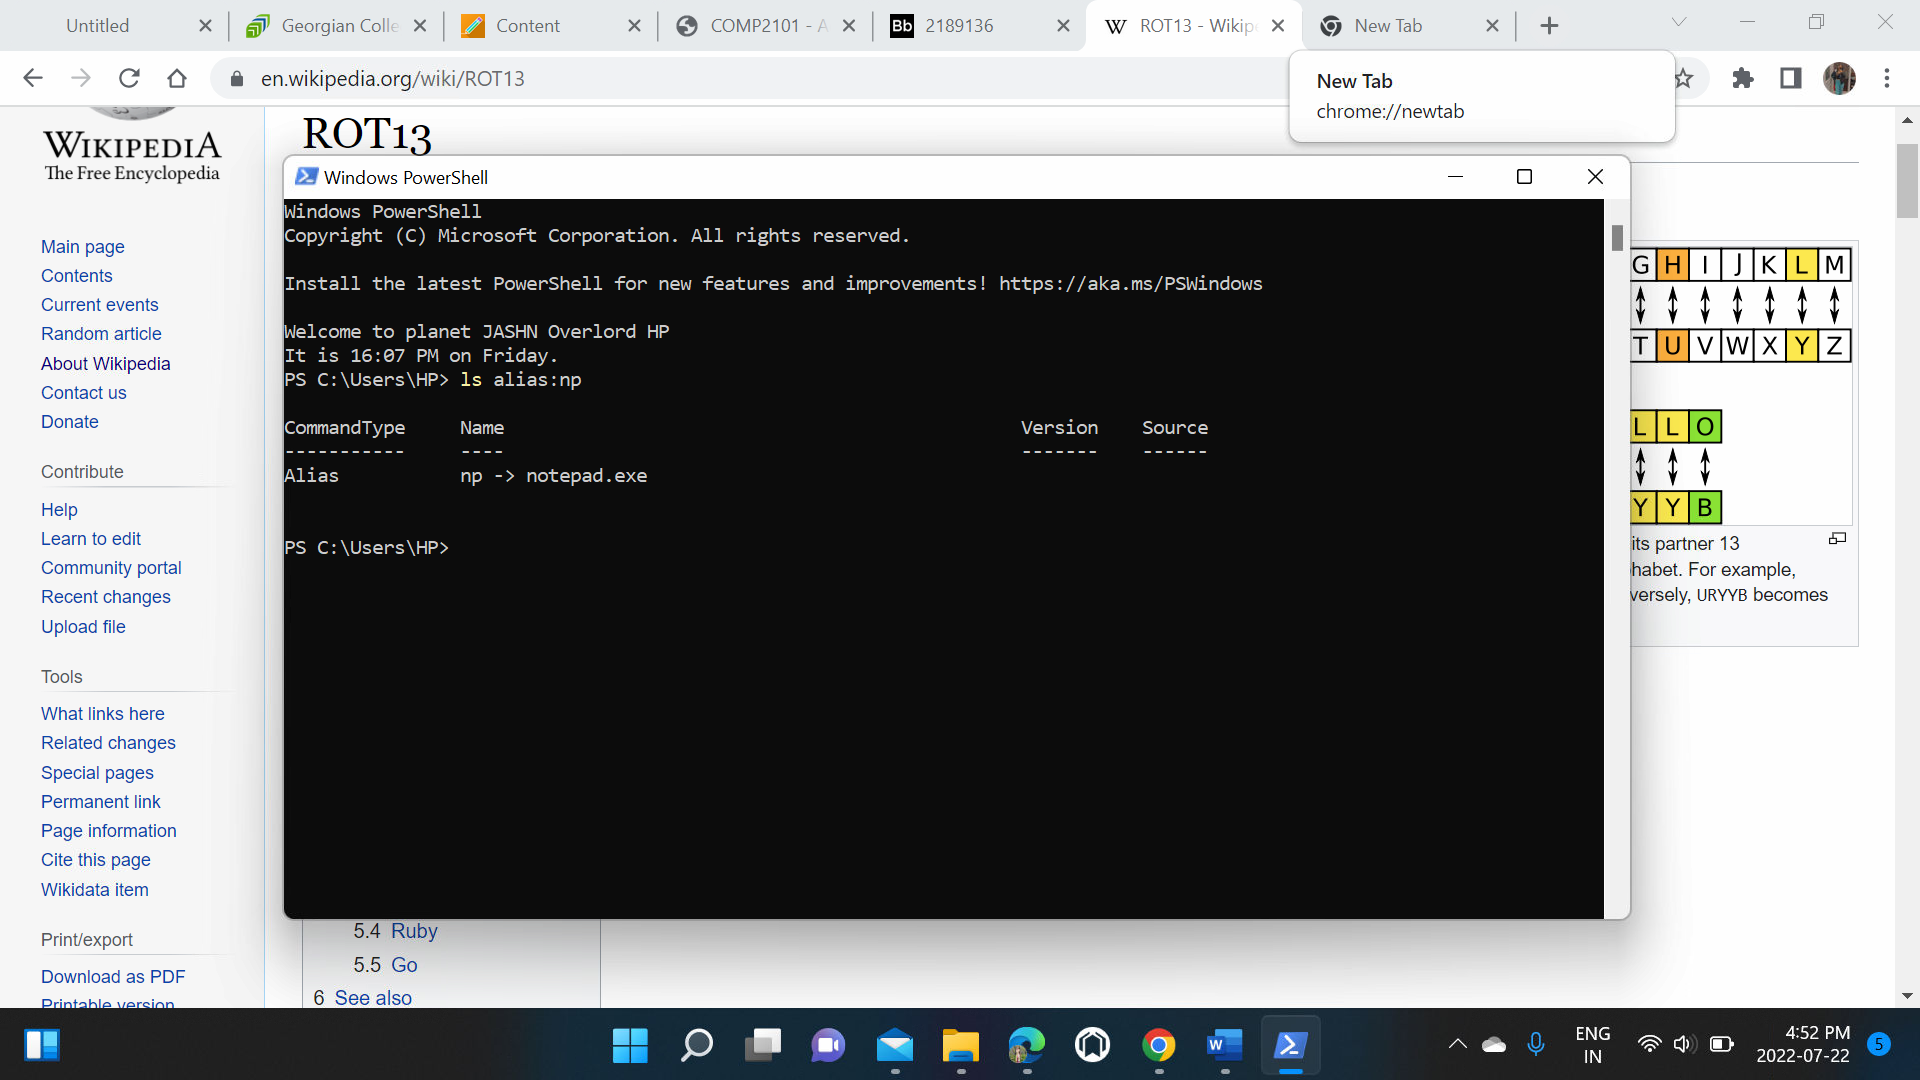 Untitled
Georgian Colle
Content
COMP2101 - A
Bb 2189136
W ROT13 - Wikip
New Tab
en.wikipedia.org/wiki/ROT13
New Tab
chrome://newtab
WIKIPEDIA
The Free Encyclopedia
Main page
Contents
Current events
Random article
About Wikipedia
Contact us
Donate
Contribute
Help
Learn to edit
Community portal
Recent changes
Upload file
Tools
What links here
Related changes
Special pages
Permanent link
Page information
Cite this page
Wikidata item
Print/export
Download as PDF
Printable version
ROT13
Windows PowerShell
Windows PowerShell
Copyright (C) Microsoft Corporation. All rights reserved.
Install the latest PowerShell for new features and improvements! https://aka.ms/PSWindows
Welcome to planet JASHN Overlord HP
It is 16:07 PM on Friday.
PS C:\Users\HP> ls alias:np
CommandType Name Version Source
----------- ---- ------- ------
Alias np -> notepad.exe
PS C:\Users\HP>
G H I J K L M
T U V W X Y Z
L L O
Y Y B
its partner 13
habet. For example,
versely, URYYB becomes
5.4 Ruby
5.5 Go
6 See also
ENG
IN
4:52 PM
2022-07-22
5